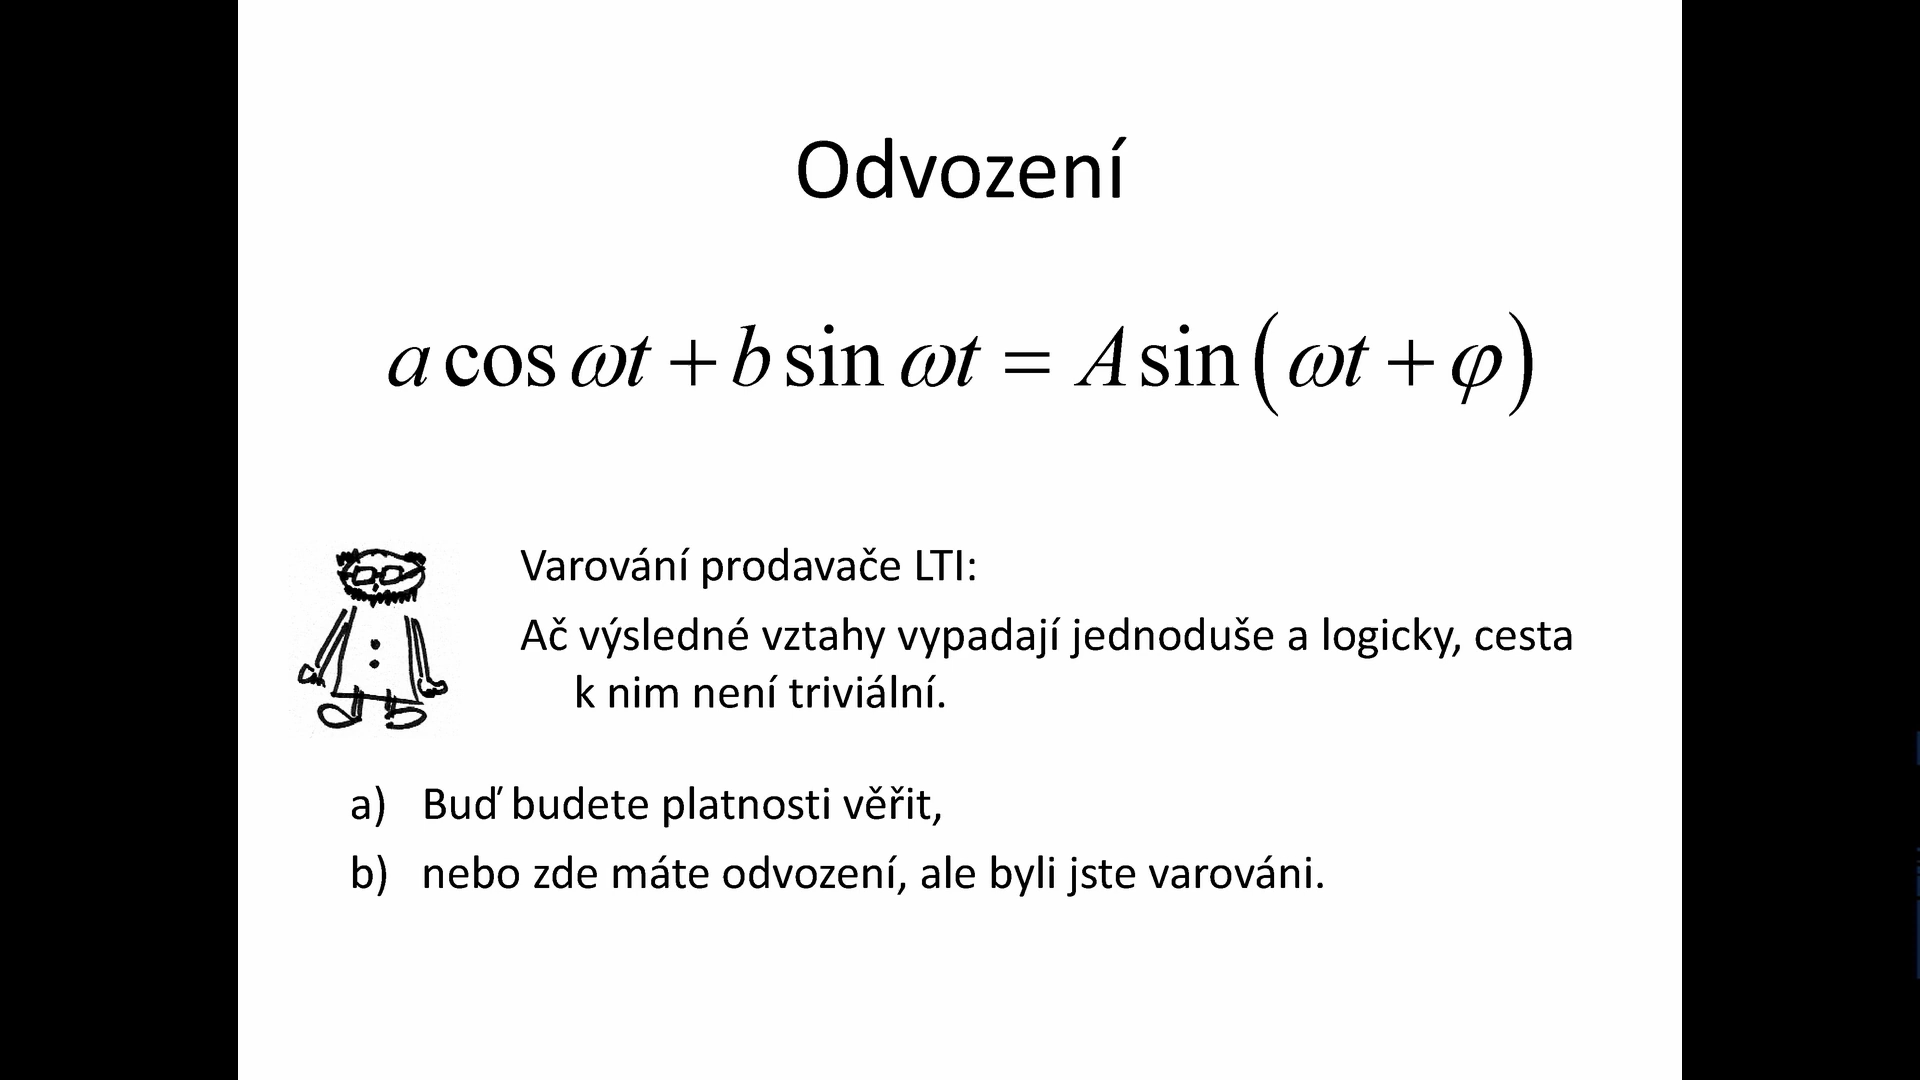 Odvození
a cos ωt + b sin ωt = A sin(ωt + φ)
Varování prodavače LTI:
Ač výsledné vztahy vypadají jednoduše a logicky, cesta
k nim není triviální.
a) Buď budete platnosti věřit,
b) nebo zde máte odvození, ale byli jste varováni.